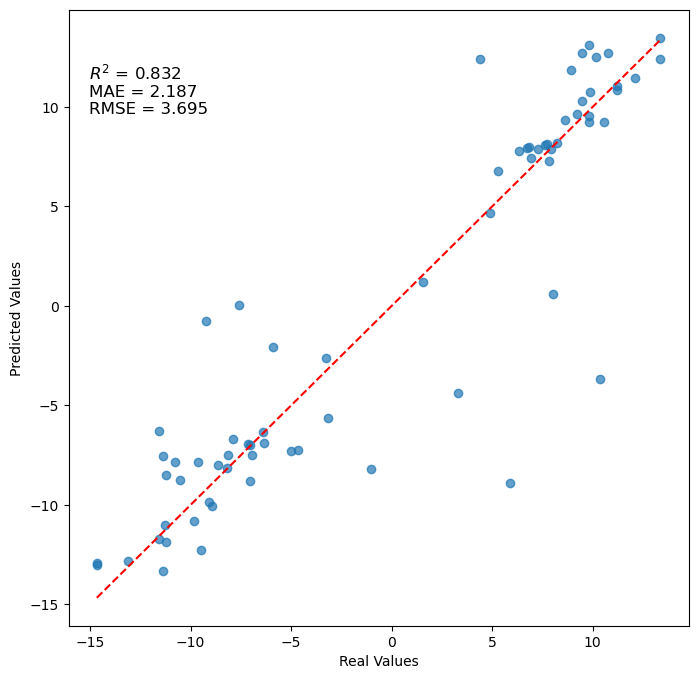 R² = 0.832
MAE = 2.187
RMSE = 3.695
10
5
0
−5
−10
−15
Predicted Values
−15 −10 −5 0 5 10
Real Values